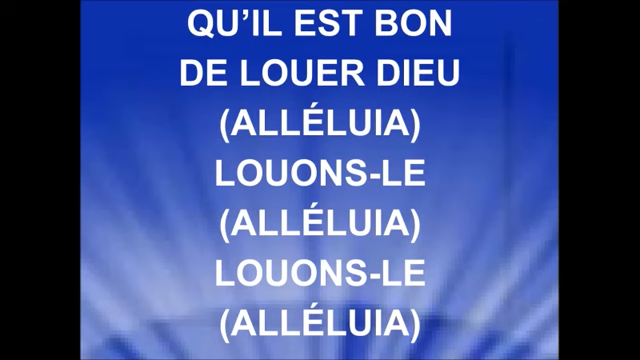 QU’IL EST BON
DE LOUER DIEU
(ALLÉLUIA)
LOUONS-LE
(ALLÉLUIA)
LOUONS-LE
(ALLÉLUIA)